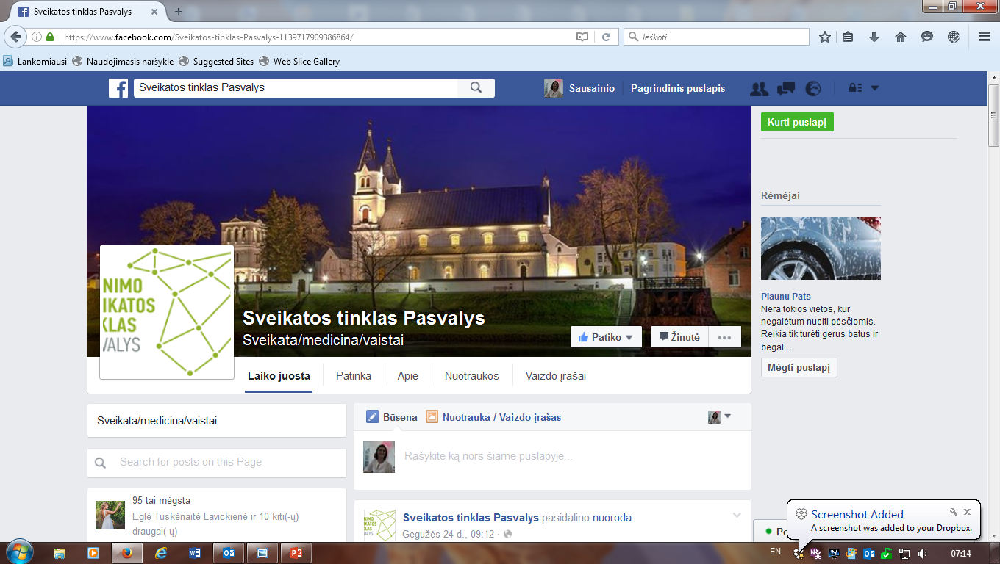 Sveikatos tinklas Pasvalys
https://www.facebook.com/Sveikatos-tinklas-Pasvalys-1139717909386864/
Ieškoti
Lankomiausi
Naudojimasis naršykle
Suggested Sites
Web Slice Gallery
Sveikatos tinklas Pasvalys
Sausainio
Pagrindinis puslapis
Kurti puslapį
Rėmėjai
Plaunu Pats
Nėra tokios vietos, kur
negalėtum nueiti pėsčiomis.
Reikia tik turėti gerus batus ir
begal...
Mėgti puslapį
NIMO
IKATOS
KLAS
VALYS
Sveikatos tinklas Pasvalys
Sveikata/medicina/vaistai
Patiko
Žinutė
Laiko juosta
Patinka
Apie
Nuotraukos
Vaizdo įrašai
Sveikata/medicina/vaistai
Search for posts on this Page
95 tai mėgsta
Eglė Tuskėnaitė Lavickienė ir 10 kiti(-ų)
draugai(-ų)
Būsena
Nuotrauka / Vaizdo įrašas
Rašykite ką nors šiame puslapyje...
Sveikatos tinklas Pasvalys pasidalino nuoroda.
Gegužės 24 d., 09:12 ·
Screenshot Added
A screenshot was added to your Dropbox.
EN
07:14